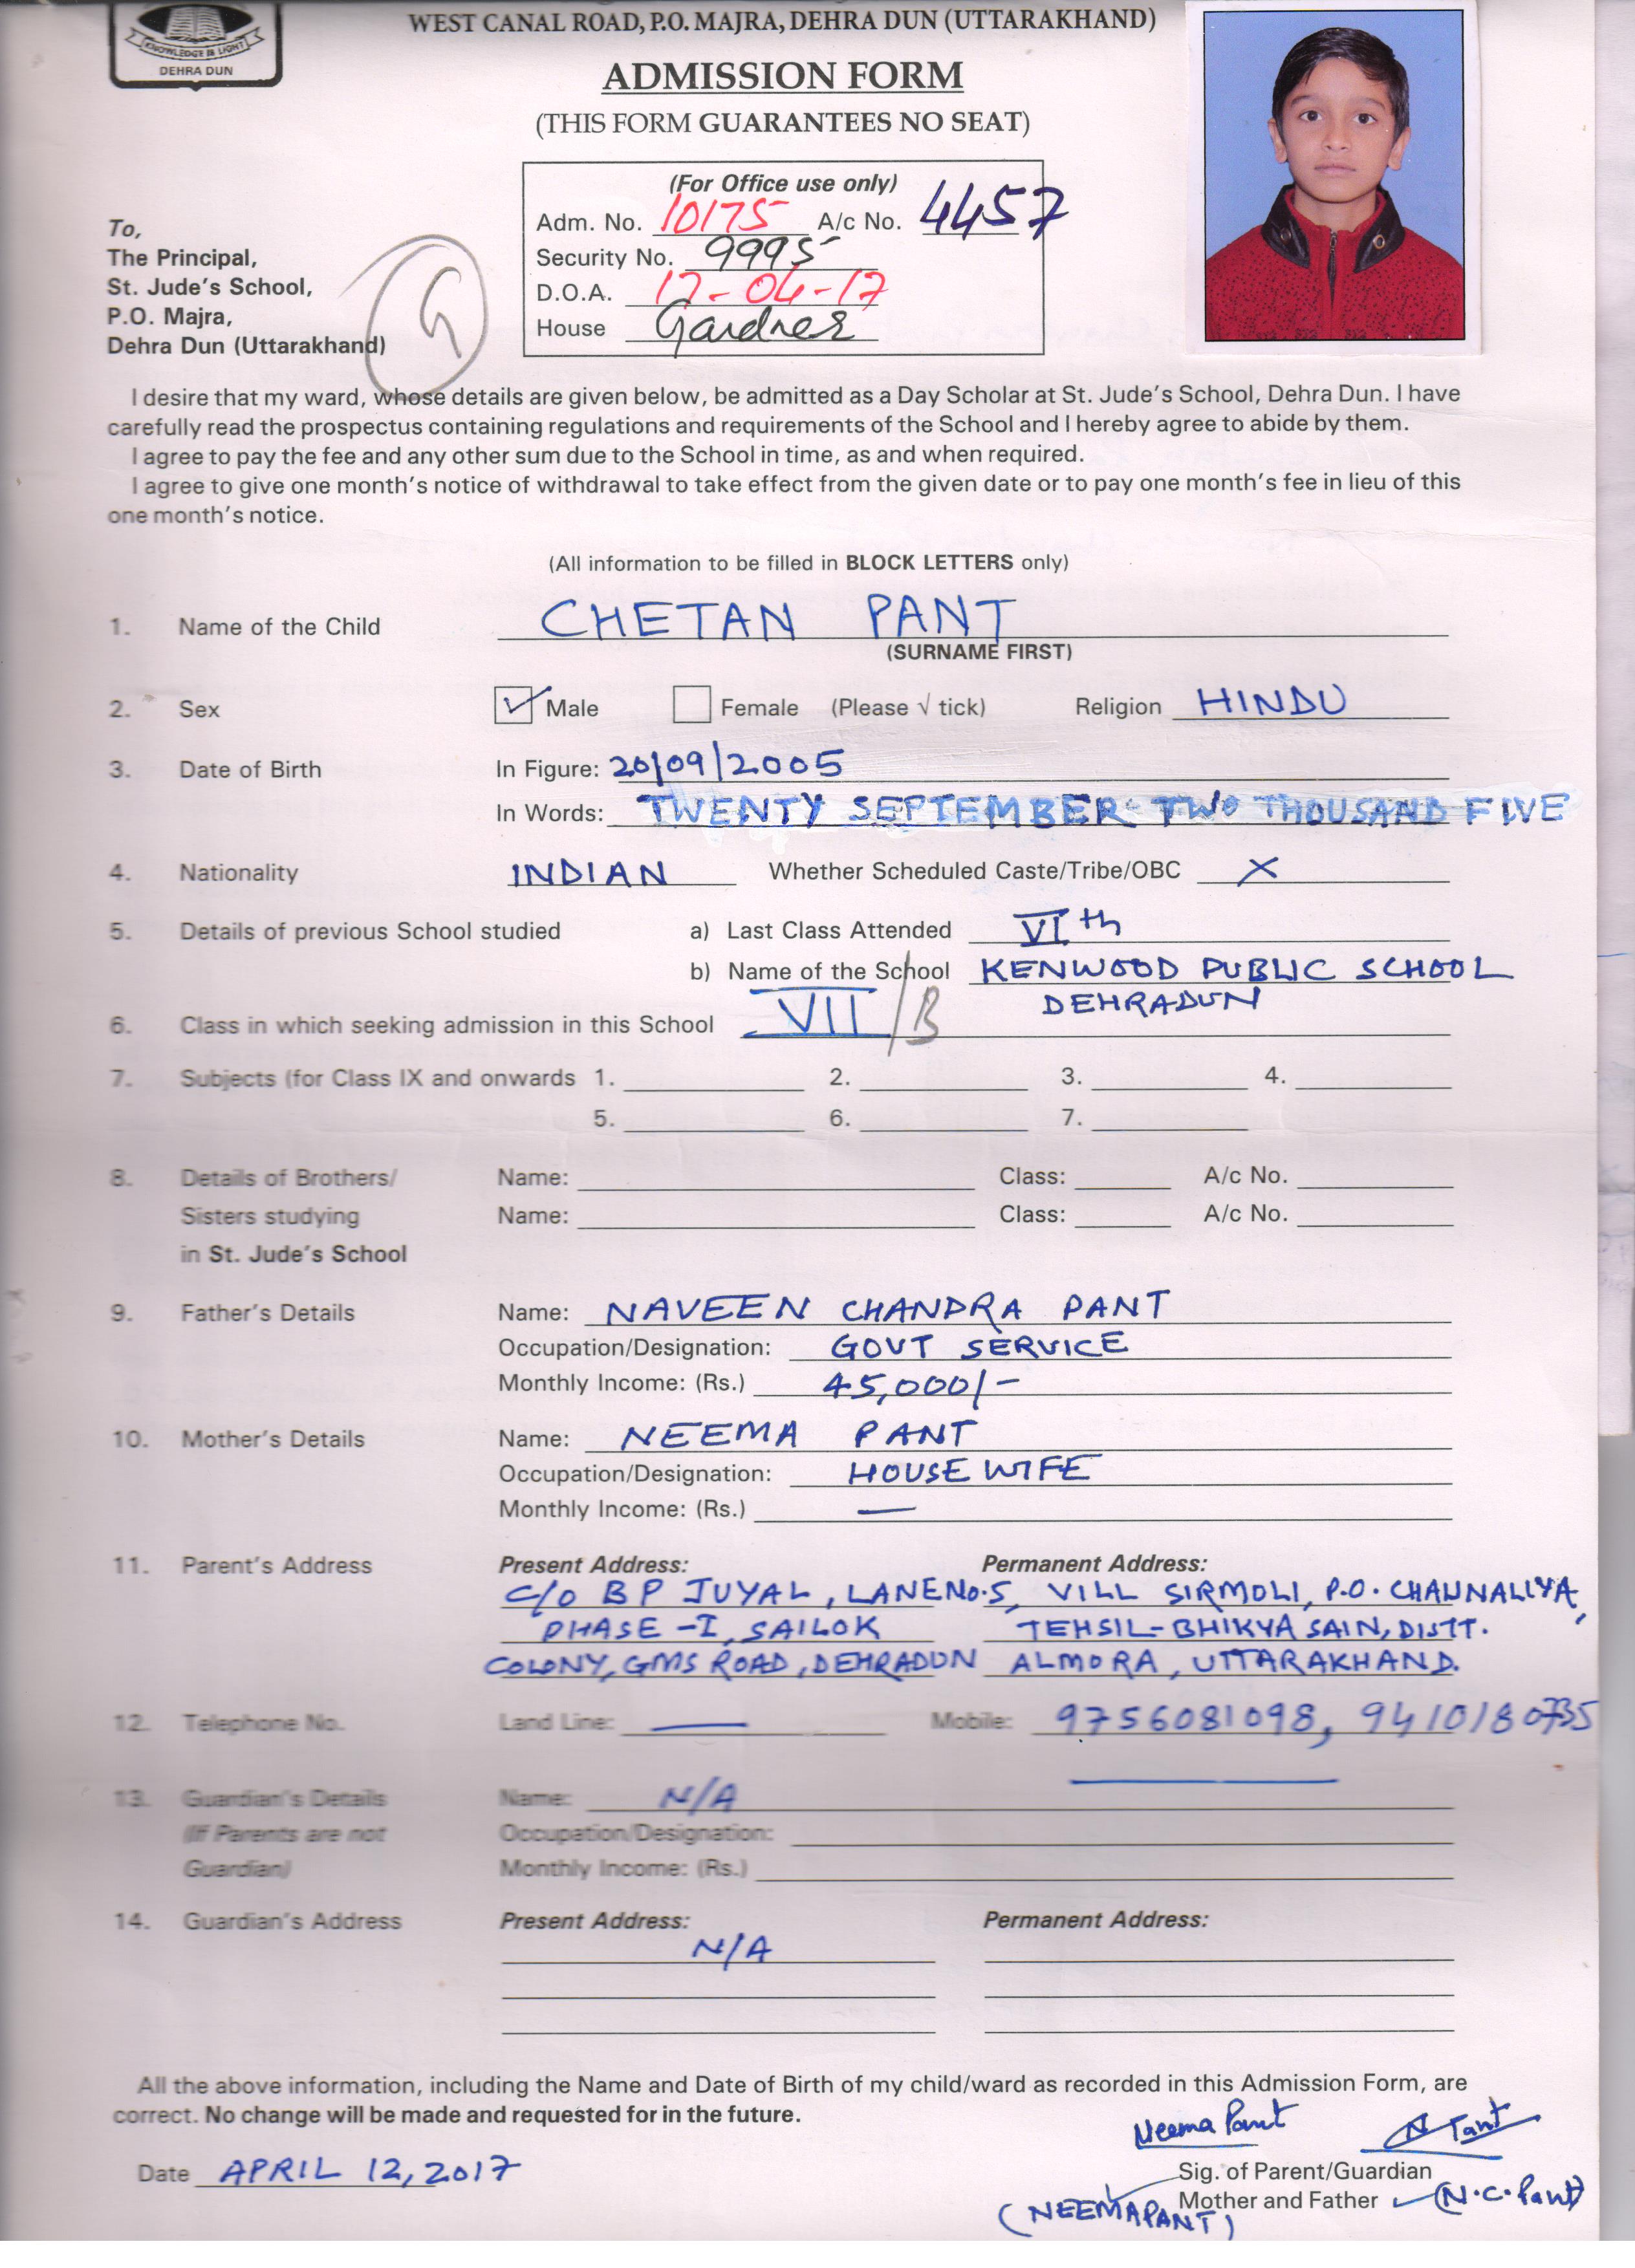 WEST CANAL ROAD, P.O. MAJRA, DEHRA DUN (UTTARAKHAND)
KNOWLEDGE IS LIGHT
DEHRA DUN
ADMISSION FORM
(THIS FORM GUARANTEES NO SEAT)
(For Office use only)
Adm. No. 10175 A/c No. 4457
Security No. 9995
D.O.A. 17-04-17
House Gardner
To,
The Principal,
St. Jude's School,
P.O. Majra,
Dehra Dun (Uttarakhand)
G
I desire that my ward, whose details are given below, be admitted as a Day Scholar at St. Jude's School, Dehra Dun. I have
carefully read the prospectus containing regulations and requirements of the School and I hereby agree to abide by them.
I agree to pay the fee and any other sum due to the School in time, as and when required.
I agree to give one month's notice of withdrawal to take effect from the given date or to pay one month's fee in lieu of this
one month's notice.
(All information to be filled in BLOCK LETTERS only)
1. Name of the Child CHETAN PANT
(SURNAME FIRST)
2. Sex Male Female (Please √ tick) Religion HINDU
3. Date of Birth In Figure: 20/09/2005
In Words: TWENTY SEPTEMBER TWO THOUSAND FIVE
4. Nationality INDIAN Whether Scheduled Caste/Tribe/OBC X
5. Details of previous School studied a) Last Class Attended VIth
b) Name of the School KENWOOD PUBLIC SCHOOL
DEHRADUN
6. Class in which seeking admission in this School VII/B
7. Subjects (for Class IX and onwards 1. 2. 3. 4.
5. 6. 7.
8. Details of Brothers/ Name: Class: A/c No.
Sisters studying Name: Class: A/c No.
in St. Jude's School
9. Father's Details Name: NAVEEN CHANDRA PANT
Occupation/Designation: GOVT SERVICE
Monthly Income: (Rs.) 45,000/-
10. Mother's Details Name: NEEMA PANT
Occupation/Designation: HOUSE WIFE
Monthly Income: (Rs.) —
11. Parent's Address Present Address: Permanent Address:
C/O B P JUYAL, LANE NO.5, VILL SIRMOLI, P.O. CHAUNALIYA,
PHASE-I, SAILOK TEHSIL-BHIKYA SAIN, DISTT.
COLONY, GMS ROAD, DEHRADUN ALMORA, UTTARAKHAND.
12. Telephone No. Land Line: — Mobile: 9756081098, 9410180735
13. Guardian's Details Name: N/A
(If Parents are not Occupation/Designation:
Guardian) Monthly Income: (Rs.)
14. Guardian's Address Present Address: Permanent Address:
N/A
All the above information, including the Name and Date of Birth of my child/ward as recorded in this Admission Form, are
correct. No change will be made and requested for in the future.
Neema Pant N Pant
Date APRIL 12, 2017
Sig. of Parent/Guardian
Mother and Father (N.C. Pant)
(NEEMA PANT)